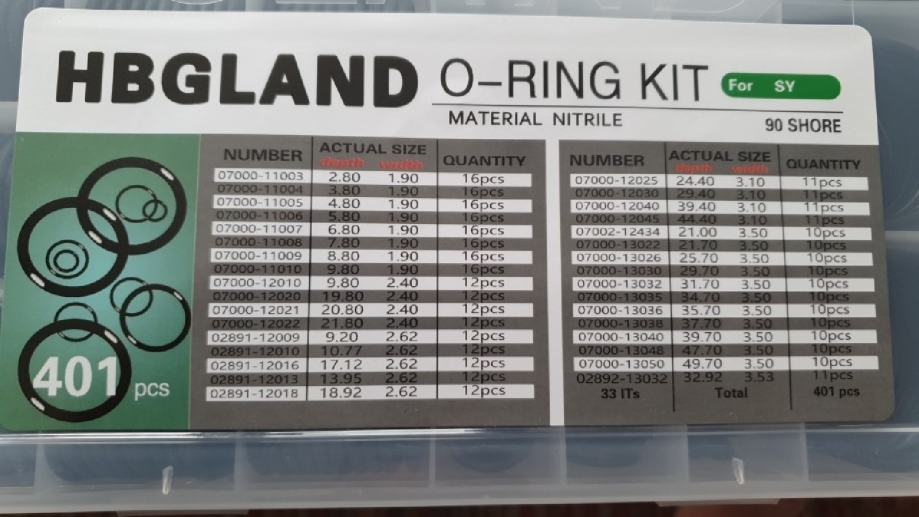 HBGLAND O-RING KIT For SY
MATERIAL NITRILE 90 SHORE
NUMBER ACTUAL SIZE QUANTITY
depth width
07000-11003 2.80 1.90 16pcs
07000-11004 3.80 1.90 16pcs
07000-11005 4.80 1.90 16pcs
07000-11006 5.80 1.90 16pcs
07000-11007 6.80 1.90 16pcs
07000-11008 7.80 1.90 16pcs
07000-11009 8.80 1.90 16pcs
07000-11010 9.80 1.90 16pcs
07000-12010 9.80 2.40 12pcs
07000-12020 19.80 2.40 12pcs
07000-12021 20.80 2.40 12pcs
07000-12022 21.80 2.40 12pcs
02891-12009 9.20 2.62 12pcs
02891-12010 10.77 2.62 12pcs
02891-12016 17.12 2.62 12pcs
02891-12013 13.95 2.62 12pcs
02891-12018 18.92 2.62 12pcs
NUMBER ACTUAL SIZE QUANTITY
depth width
07000-12025 24.40 3.10 11pcs
07000-12030 29.40 3.10 11pcs
07000-12040 39.40 3.10 11pcs
07000-12045 44.40 3.10 11pcs
07002-12434 21.00 3.50 10pcs
07000-13022 21.70 3.50 10pcs
07000-13026 25.70 3.50 10pcs
07000-13030 29.70 3.50 10pcs
07000-13032 31.70 3.50 10pcs
07000-13035 34.70 3.50 10pcs
07000-13036 35.70 3.50 10pcs
07000-13038 37.70 3.50 10pcs
07000-13040 39.70 3.50 10pcs
07000-13048 47.70 3.50 10pcs
07000-13050 49.70 3.50 10pcs
02892-13032 32.92 3.53 11pcs
33 ITs Total 401 pcs
401 pcs